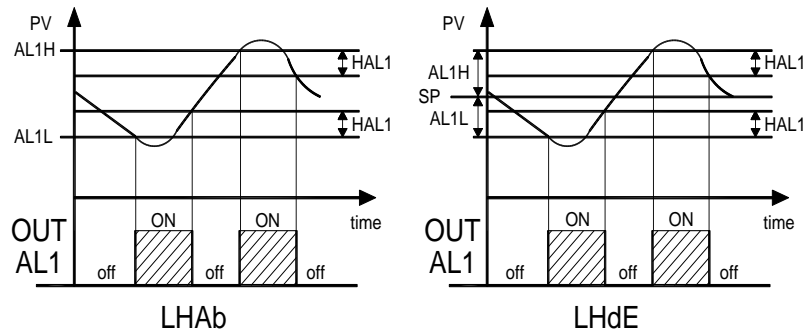 PV
AL1H
HAL1
HAL1
AL1L
time
OUT
AL1
off
ON
off
ON
off
LHAb
PV
AL1H
HAL1
SP
AL1L
HAL1
time
OUT
AL1
off
ON
off
ON
off
LHdE